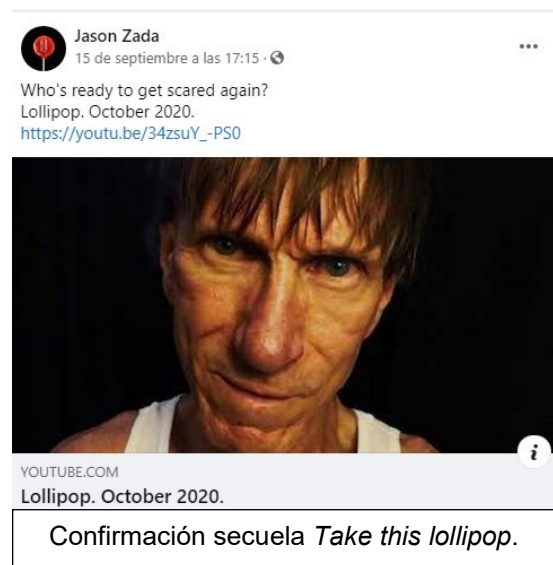 Jason Zada
15 de septiembre a las 17:15 ·
Who's ready to get scared again?
Lollipop. October 2020.
https://youtu.be/34zsuY_-PS0
i
YOUTUBE.COM
Lollipop. October 2020.
Confirmación secuela Take this lollipop.